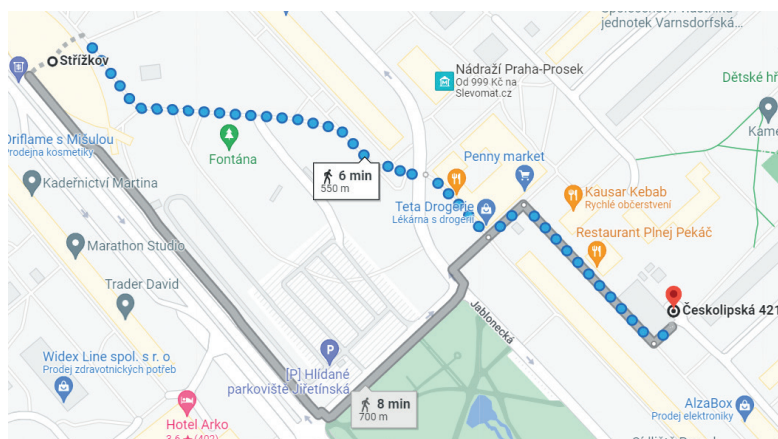 jednotek Varnsdorfská...
Střížkov
Nádraží Praha-Prosek
Od 999 Kč na
Slevomat.cz
Dětské hř
Kame
Oriflame s Mišulou
Prodejna kosmetiky
Fontána
6 min
550 m
Penny market
Kadeřnictví Martina
Teta Drogerie
Lékárna s drogerií
Kausar Kebab
Rychlé občerstvení
Marathon Studio
Restaurant Plnej Pekáč
Trader David
Jablonecká
Českolipská 421
Widex Line spol. s r. o
Prodej zdravotnických potřeb
[P] Hlídané
parkoviště Jiřetínská
8 min
700 m
Hotel Arko
AlzaBox
Prodej elektroniky